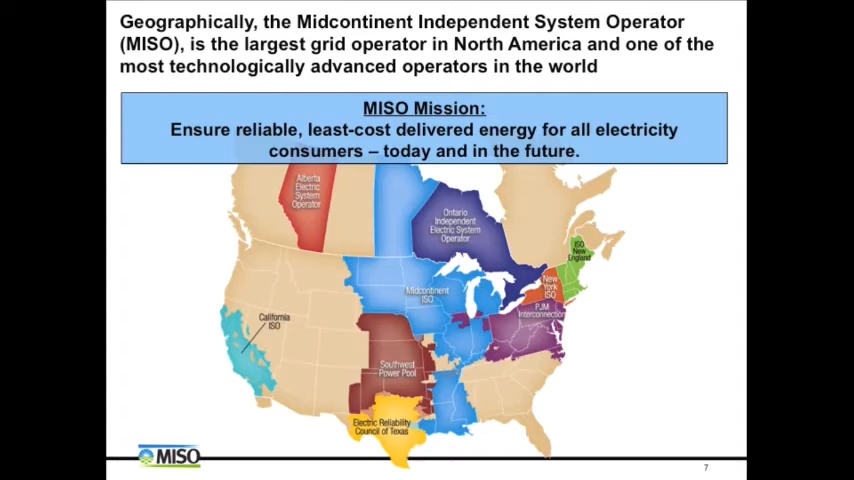 Geographically, the Midcontinent Independent System Operator
(MISO), is the largest grid operator in North America and one of the
most technologically advanced operators in the world
MISO Mission:
Ensure reliable, least-cost delivered energy for all electricity
consumers – today and in the future.
Alberta
Electric
System
Operator
Ontario
Independent
Electric System
Operator
ISO
New
England
Midcontinent
ISO
New
York
ISO
PJM
Interconnection
California
ISO
Southwest
Power Pool
Electric Reliability
Council of Texas
MISO
7